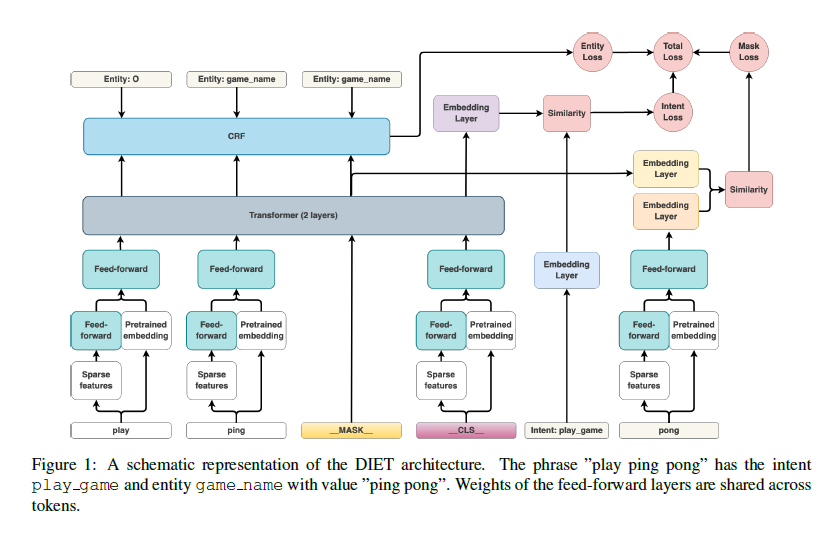 Entity Loss
Total Loss
Mask Loss
Entity: O
Entity: game_name
Entity: game_name
Embedding Layer
Similarity
Intent Loss
CRF
Embedding Layer
Embedding Layer
Similarity
Transformer (2 layers)
Feed-forward
Feed-forward
Feed-forward
Embedding Layer
Feed-forward
Feed-forward
Pretrained embedding
Feed-forward
Pretrained embedding
Feed-forward
Pretrained embedding
Feed-forward
Pretrained embedding
Sparse features
Sparse features
Sparse features
Sparse features
play
ping
__MASK__
__CLS__
Intent: play_game
pong
Figure 1: A schematic representation of the DIET architecture. The phrase ”play ping pong” has the intent
play_game and entity game_name with value ”ping pong”. Weights of the feed-forward layers are shared across
tokens.